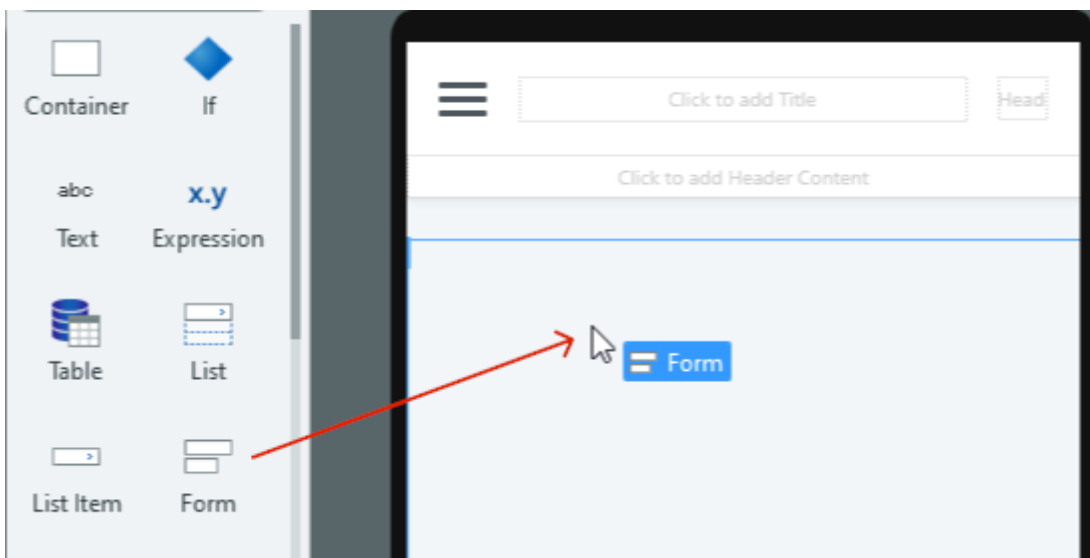 Container If
abc x.y
Text Expression
Table List
List Item Form
Click to add Title Head
Click to add Header Content
Form